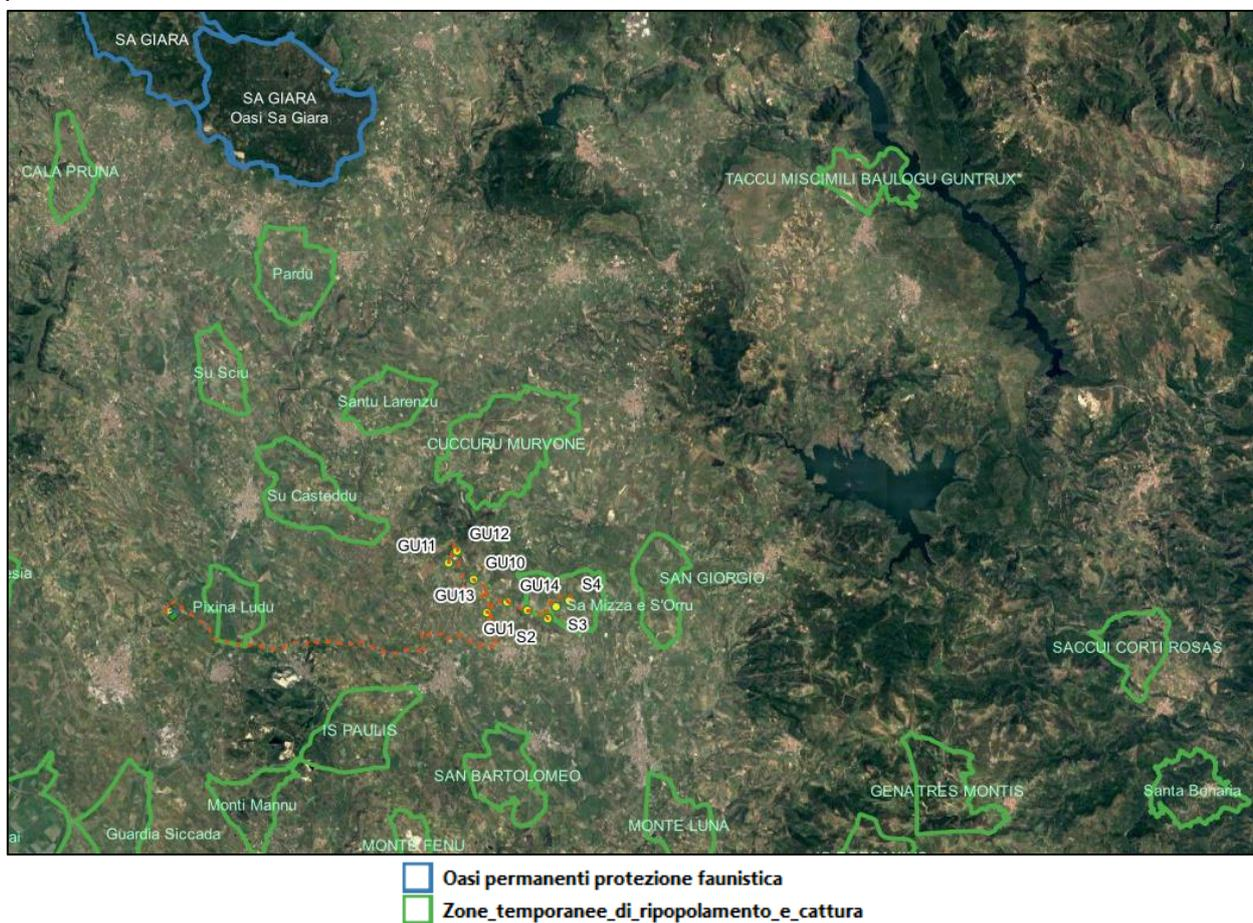 SA GIARA
SA GIARA
Oasi Sa Giara
CALA PRUNA
TACCU MISCIMILI BAULOGU GUNTRUX"
Pardu
Su Sciu
Santu Larenzu
CUCCURU MURVONE
Su Casteddu
GU12
GU11
GU10
SAN GIORGIO
esia
Pixina Ludu
GU13
GU14
S4
Sa Mizza e S'Orru
GU1
S2
S3
SACCUI CORTI ROSAS
IS PAULIS
SAN BARTOLOMEO
GENA TRES MONTIS
Santa Bonaria
Monti Mannu
MONTE LUNA
Guardia Siccada
ai
MONTE FENU
Oasi permanenti protezione faunistica
Zone_temporanee_di_ripopolamento_e_cattura